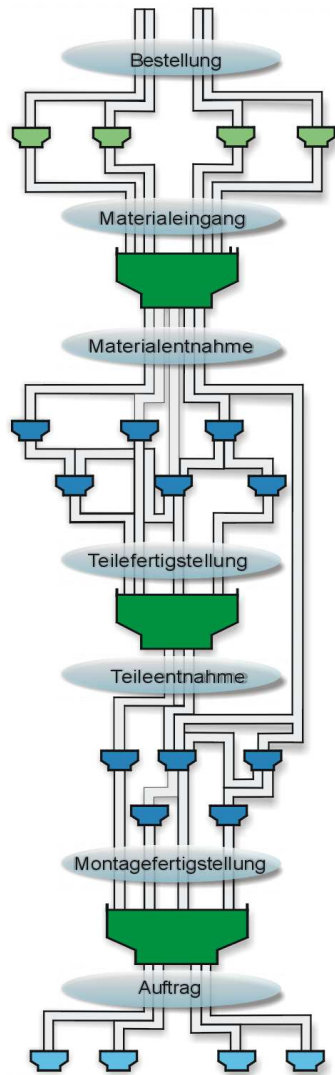 Bestellung
Materialeingang
Materialentnahme
Teilefertigstellung
Teileentnahme
Montagefertigstellung
Auftrag